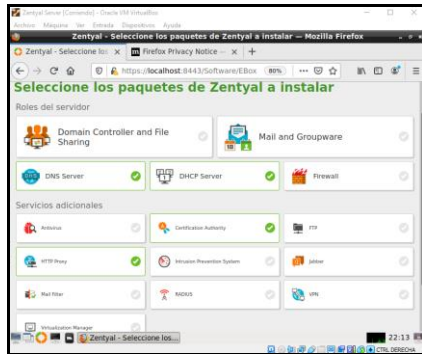 Zentyal Server [Corriendo] - Oracle VM VirtualBox
Archivo Máquina Ver Entrada Dispositivos Ayuda
Zentyal - Seleccione los paquetes de Zentyal a instalar — Mozilla Firefox
Zentyal - Seleccione los
Firefox Privacy Notice —
https://localhost:8443/Software/EBox
80%
Seleccione los paquetes de Zentyal a instalar
Roles del servidor
Domain Controller and File Sharing
Mail and Groupware
DNS Server
DHCP Server
Firewall
Servicios adicionales
Antivirus
Certification Authority
FTP
HTTP Proxy
Intrusion Prevention System
Jabber
Mail Filter
RADIUS
VPN
Virtualization Manager
Zentyal - Seleccione los...
22:13
CTRL DERECHA